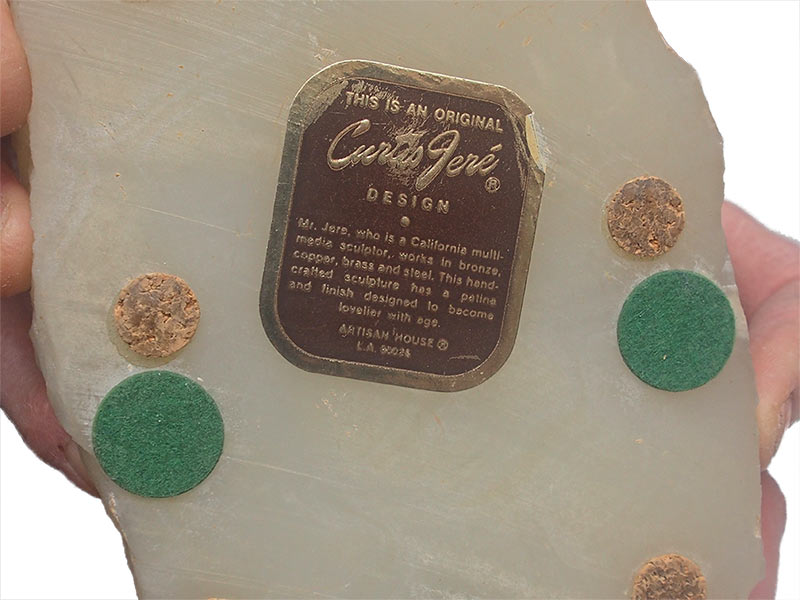 THIS IS AN ORIGINAL
Curtis Jeré ®
DESIGN
Mr. Jere, who is a California multi-
media sculptor, works in bronze,
copper, brass and steel. This hand-
crafted sculpture has a patina
and finish designed to become
lovelier with age.
ARTISAN HOUSE ®
L.A. 90024